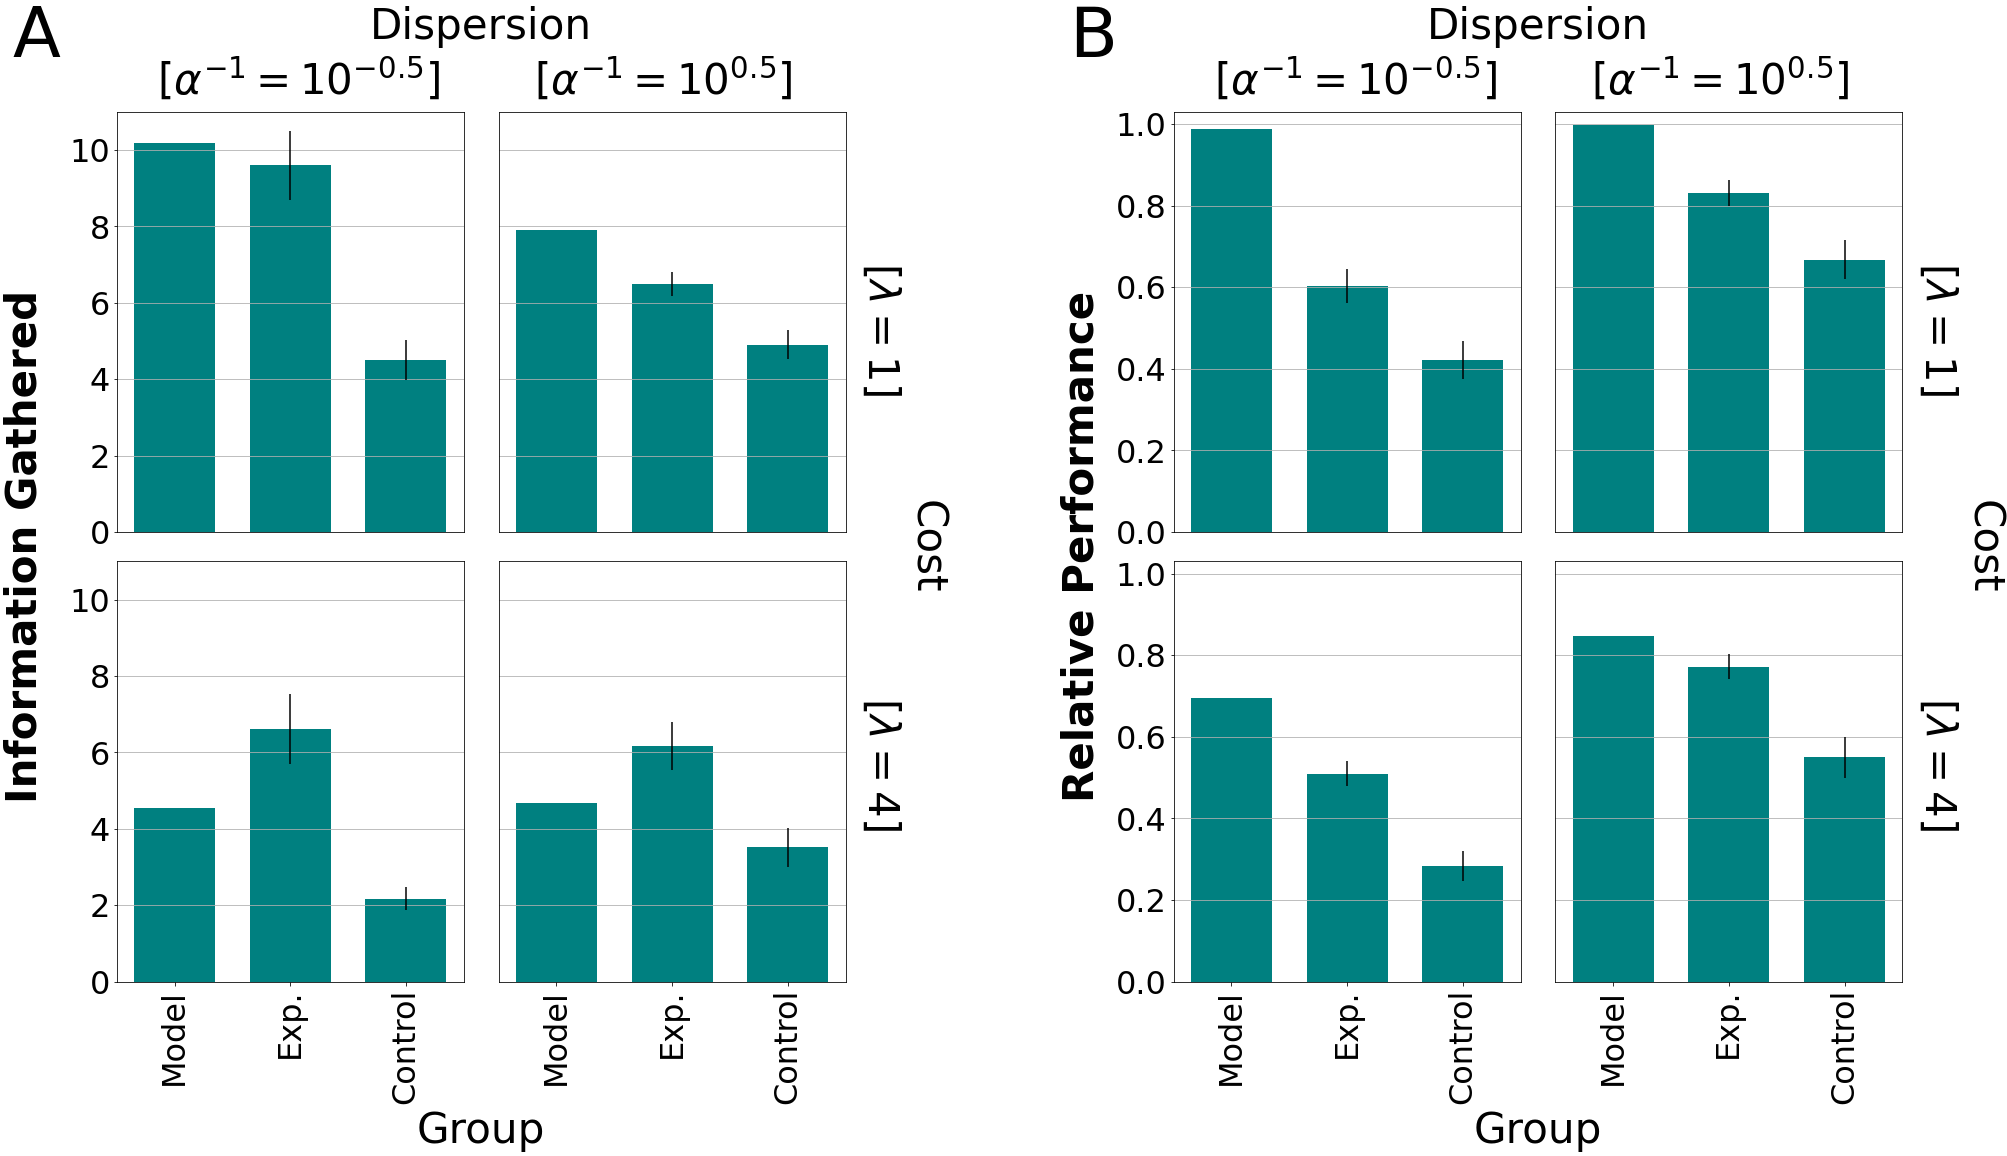 A
Dispersion
[α⁻¹ = 10⁻⁰·⁵]
[α⁻¹ = 10⁰·⁵]
Information Gathered
10
8
6
4
2
0
[λ = 1]
Cost
10
8
6
4
2
0
[λ = 4]
Model
Exp.
Control
Model
Exp.
Control
Group
B
Dispersion
[α⁻¹ = 10⁻⁰·⁵]
[α⁻¹ = 10⁰·⁵]
Relative Performance
1.0
0.8
0.6
0.4
0.2
0.0
[λ = 1]
Cost
1.0
0.8
0.6
0.4
0.2
0.0
[λ = 4]
Model
Exp.
Control
Model
Exp.
Control
Group